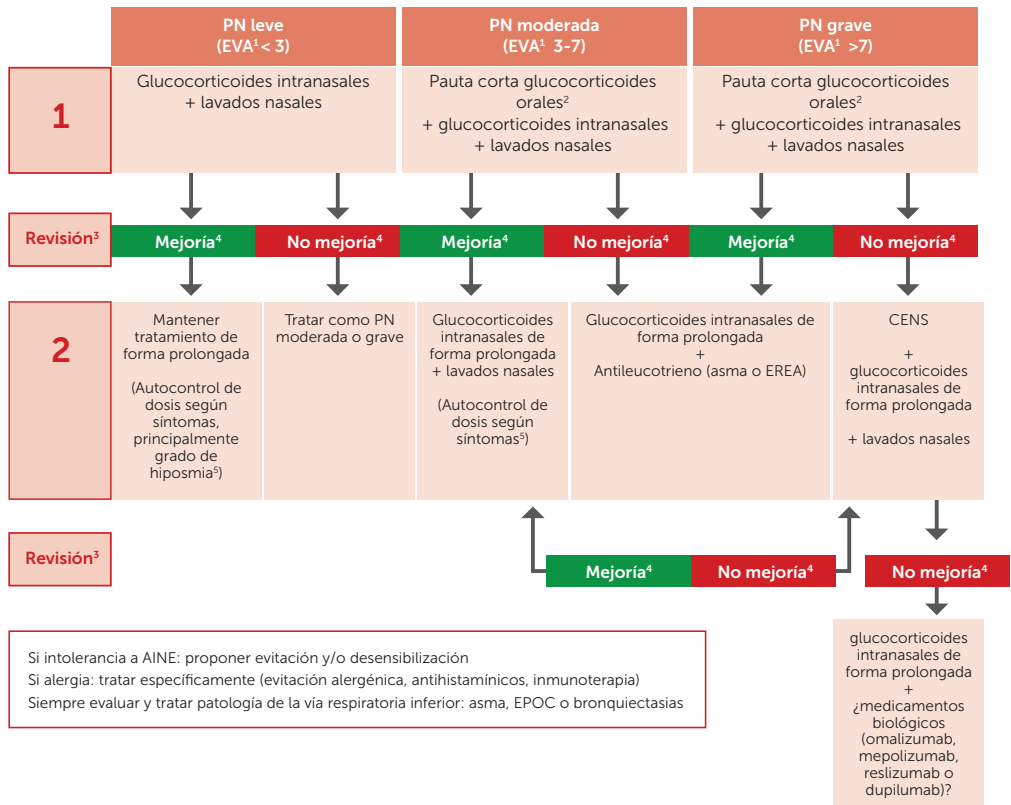 PN leve
(EVA¹ < 3)
PN moderada
(EVA¹ 3-7)
PN grave
(EVA¹ >7)
1
Glucocorticoides intranasales
+ lavados nasales
Pauta corta glucocorticoides
orales²
+ glucocorticoides intranasales
+ lavados nasales
Pauta corta glucocorticoides
orales²
+ glucocorticoides intranasales
+ lavados nasales
Revisión³
Mejoría⁴
No mejoría⁴
Mejoría⁴
No mejoría⁴
Mejoría⁴
No mejoría⁴
2
Mantener
tratamiento de
forma prolongada
(Autocontrol de
dosis según
síntomas,
principalmente
grado de
hiposmia⁵)
Tratar como PN
moderada o grave
Glucocorticoides
intranasales de
forma prolongada
+ lavados nasales
(Autocontrol de
dosis según
síntomas⁵)
Glucocorticoides intranasales de
forma prolongada
+
Antileucotrieno (asma o EREA)
CENS
+
glucocorticoides
intranasales de
forma prolongada
+ lavados nasales
Revisión³
Mejoría⁴
No mejoría⁴
No mejoría⁴
Si intolerancia a AINE: proponer evitación y/o desensibilización
Si alergia: tratar específicamente (evitación alergénica, antihistamínicos, inmunoterapia)
Siempre evaluar y tratar patología de la vía respiratoria inferior: asma, EPOC o bronquiectasias
glucocorticoides
intranasales de
forma prolongada
+
¿medicamentos
biológicos
(omalizumab,
mepolizumab,
reslizumab o
dupilumab)?